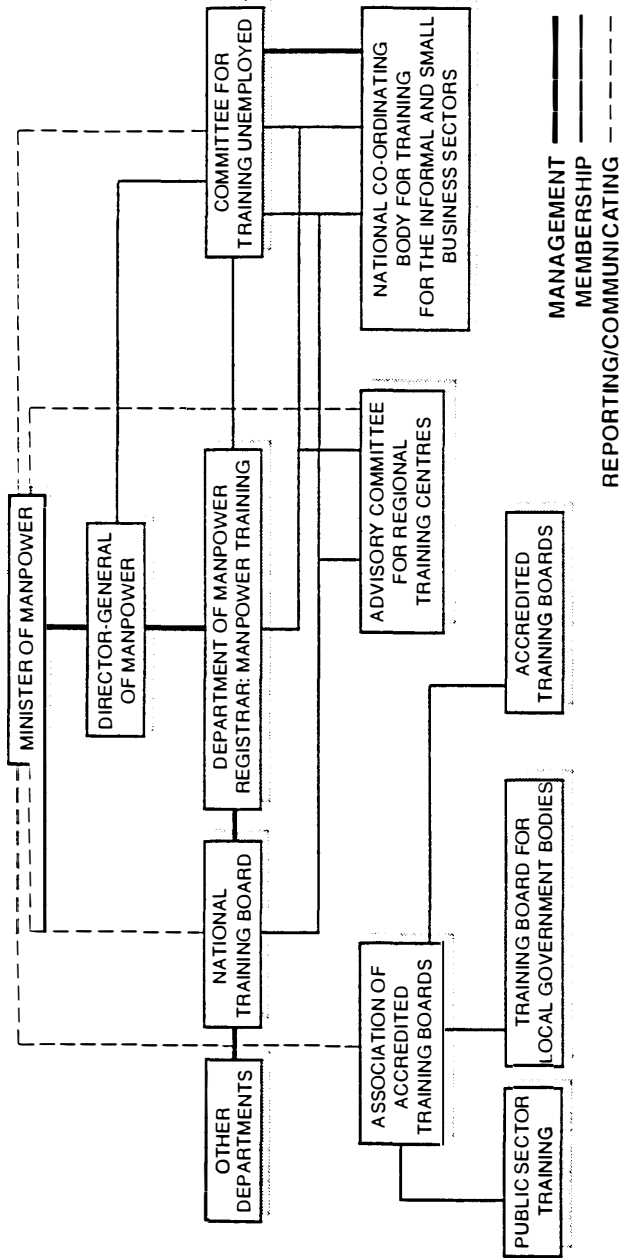 MINISTER OF MANPOWER
DIRECTOR-GENERAL
OF MANPOWER
OTHER
DEPARTMENTS
NATIONAL
TRAINING BOARD
DEPARTMENT OF MANPOWER
REGISTRAR: MANPOWER TRAINING
COMMITTEE FOR
TRAINING UNEMPLOYED
ASSOCIATION OF
ACCREDITED
TRAINING BOARDS
ADVISORY COMMITTEE
FOR REGIONAL
TRAINING CENTRES
NATIONAL CO-ORDINATING
BODY FOR TRAINING
FOR THE INFORMAL AND SMALL
BUSINESS SECTORS
PUBLIC SECTOR
TRAINING
TRAINING BOARD FOR
LOCAL GOVERNMENT BODIES
ACCREDITED
TRAINING BOARDS
MANAGEMENT
MEMBERSHIP
REPORTING/COMMUNICATING